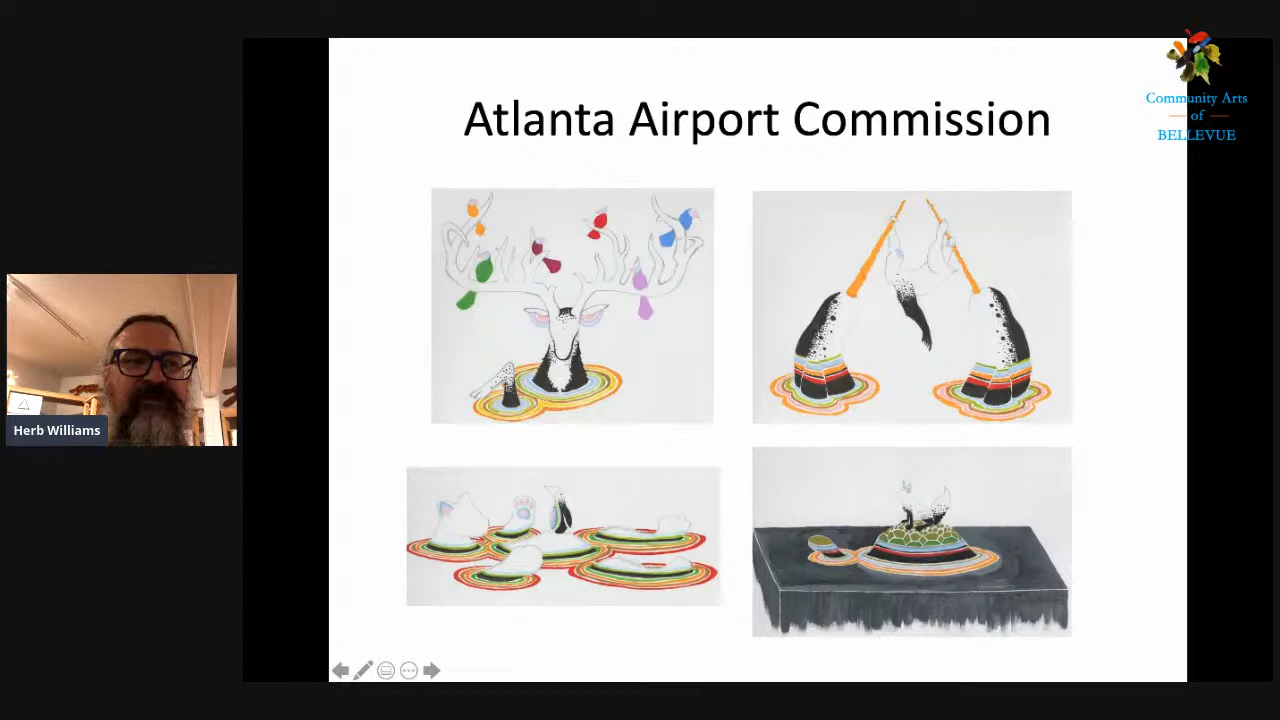 Atlanta Airport Commission
Community Arts
of
BELLEVUE
Herb Williams